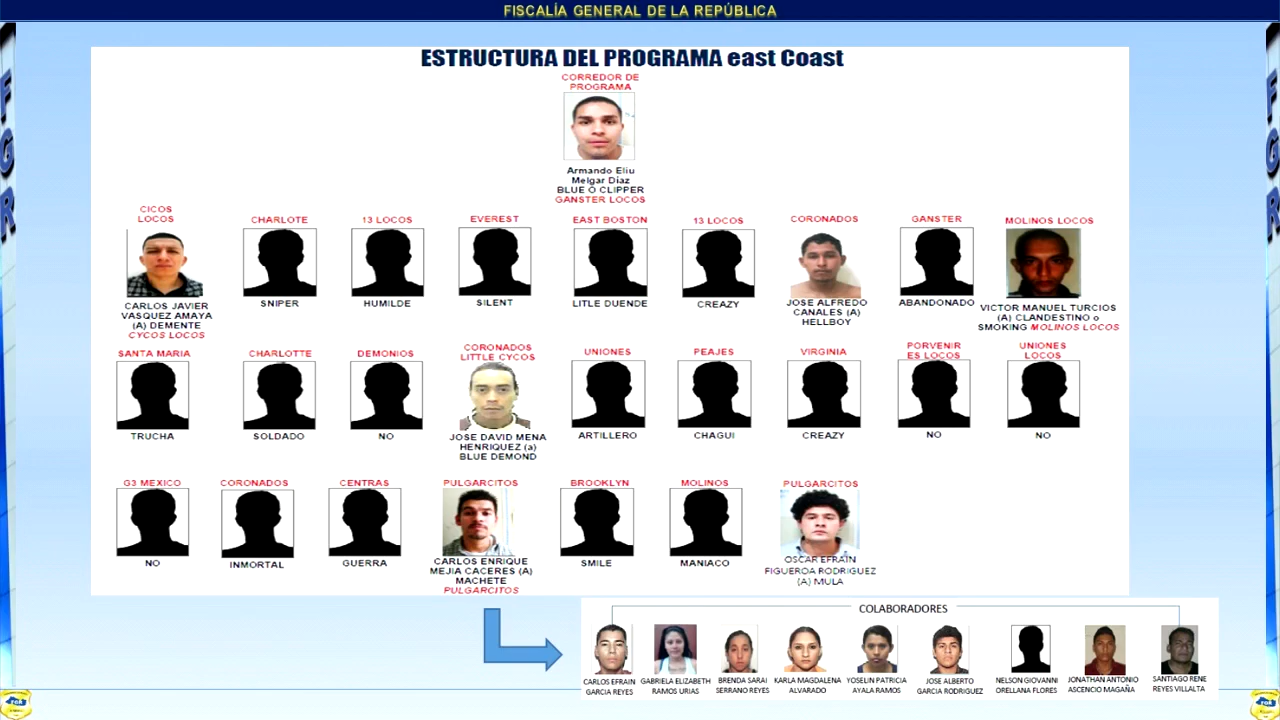 FISCALÍA GENERAL DE LA REPÚBLICA
FGR
FGR
ESTRUCTURA DEL PROGRAMA east Coast
CORREDOR DE
PROGRAMA
Armando Eliu
Melgar Díaz
BLUE O CLIPPER
GANSTER LOCOS
CICOS
LOCOS
CHARLOTE
13 LOCOS
EVEREST
EAST BOSTON
13 LOCOS
CORONADOS
GANSTER
MOLINOS LOCOS
CARLOS JAVIER
VASQUEZ AMAYA
(A) DEMENTE
CYCOS LOCOS
SNIPER
HUMILDE
SILENT
LITLE DUENDE
CREAZY
JOSE ALFREDO
CANALES (A)
HELLBOY
ABANDONADO
VICTOR MANUEL TURCIOS
(A) CLANDESTINO o
SMOKING MOLINOS LOCOS
SANTA MARIA
CHARLOTTE
DEMONIOS
CORONADOS
LITTLE CYCOS
UNIONES
PEAJES
VIRGINIA
PORVENIR
ES LOCOS
UNIONES
LOCOS
TRUCHA
SOLDADO
NO
JOSE DAVID MENA
HENRIQUEZ (a)
BLUE DEMOND
ARTILLERO
CHAGUI
CREAZY
NO
NO
G3 MEXICO
CORONADOS
CENTRAS
PULGARCITOS
BROOKLYN
MOLINOS
PULGARCITOS
NO
INMORTAL
GUERRA
CARLOS ENRIQUE
MEJIA CACERES (A)
MACHETE
PULGARCITOS
SMILE
MANIACO
OSCAR EFRAIN
FIGUEROA RODRIGUEZ
(A) MULA
COLABORADORES
CARLOS EFRAIN
GARCIA REYES
GABRIELA ELIZABETH
RAMOS URIAS
BRENDA SARAI
SERRANO REYES
KARLA MAGDALENA
ALVARADO
YOSELIN PATRICIA
AYALA RAMOS
JOSE ALBERTO
GARCIA RODRIGUEZ
NELSON GIOVANNI
ORELLANA FLORES
JONATHAN ANTONIO
ASCENCIO MAGAÑA
SANTIAGO RENE
REYES VILLALTA
FGR
FGR